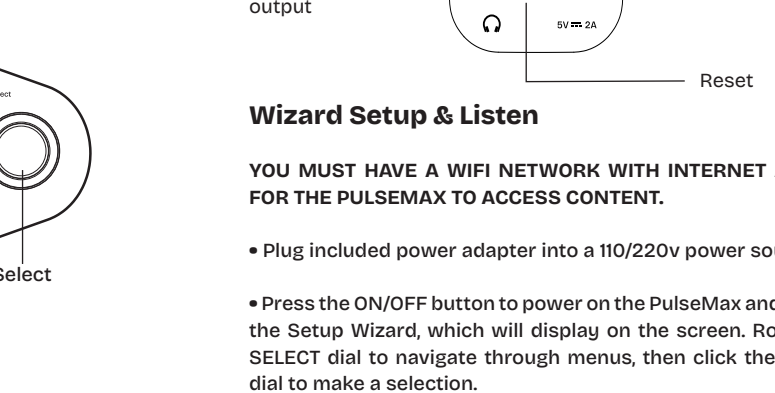 output
5V ⎓ 2A
Reset
Wizard Setup & Listen
YOU MUST HAVE A WIFI NETWORK WITH INTERNET
FOR THE PULSEMAX TO ACCESS CONTENT.
• Plug included power adapter into a 110/220v power
• Press the ON/OFF button to power on the PulseMax and
the Setup Wizard, which will display on the screen.
SELECT dial to navigate through menus, then click the
dial to make a selection.
Select